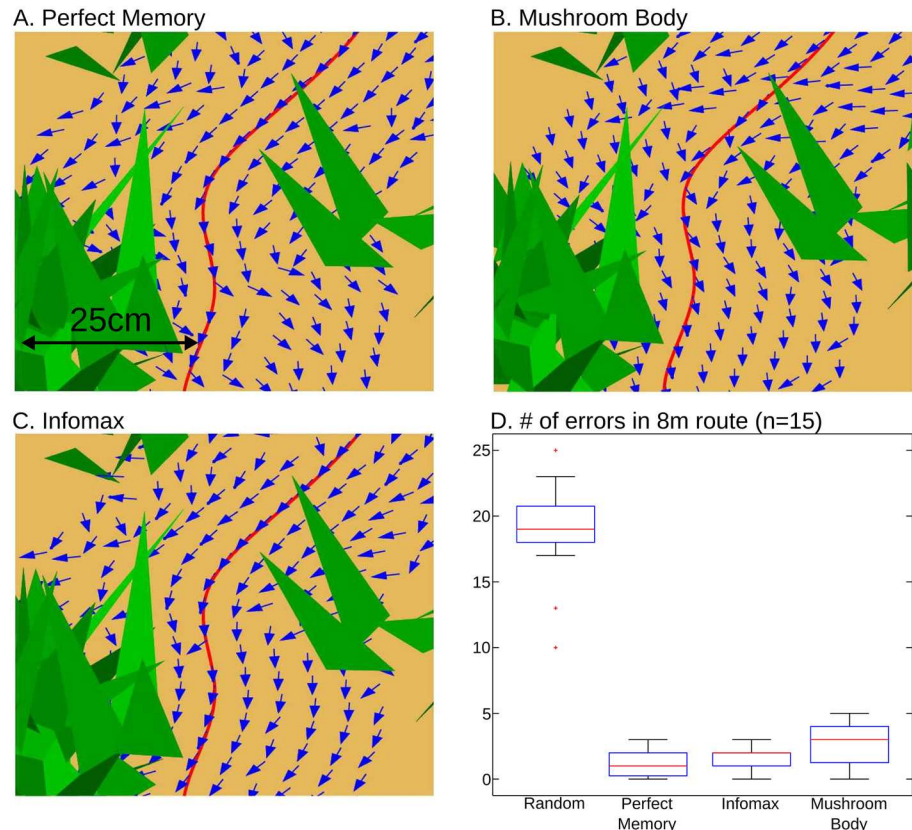 A. Perfect Memory
B. Mushroom Body
25cm
C. Infomax
D. # of errors in 8m route (n=15)
25
20
15
10
5
0
Random
Perfect
Memory
Infomax
Mushroom
Body